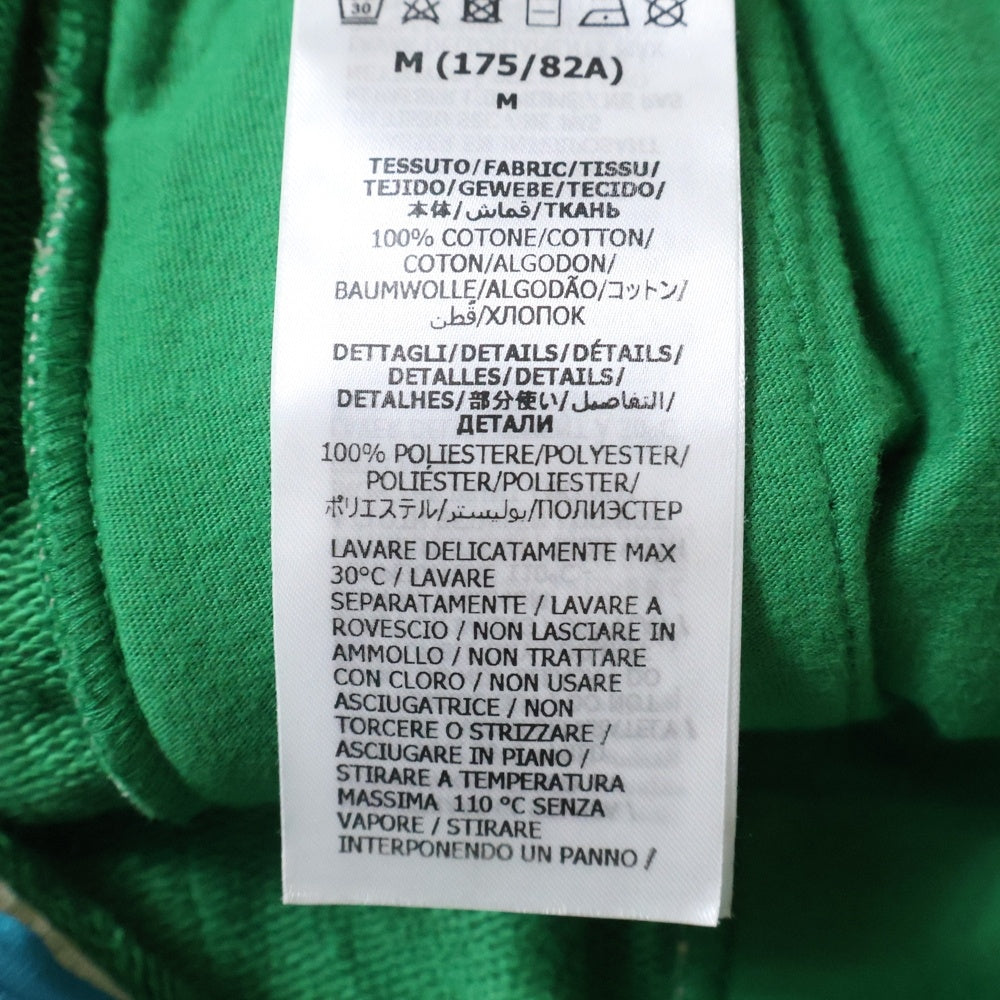 30
M (175/82A)
M
TESSUTO/FABRIC/TISSU/
TEJIDO/GEWEBE/TECIDO/
本体/قماش/ТКАНЬ
100% COTONE/COTTON/
COTON/ALGODON/
BAUMWOLLE/ALGODÃO/コットン/
قطن/ХЛОПОК
DETTAGLI/DETAILS/DÉTAILS/
DETALLES/DETAILS/
DETALHES/部分使い/التفاصيل/
ДЕТАЛИ
100% POLIESTERE/POLYESTER/
POLIÉSTER/POLIESTER/
ポリエステル/بوليستر/ПОЛИЭСТЕР
LAVARE DELICATAMENTE MAX
30°C / LAVARE
SEPARATAMENTE / LAVARE A
ROVESCIO / NON LASCIARE IN
AMMOLLO / NON TRATTARE
CON CLORO / NON USARE
ASCIUGATRICE / NON
TORCERE O STRIZZARE /
ASCIUGARE IN PIANO /
STIRARE A TEMPERATURA
MASSIMA 110 °C SENZA
VAPORE / STIRARE
INTERPONENDO UN PANNO /